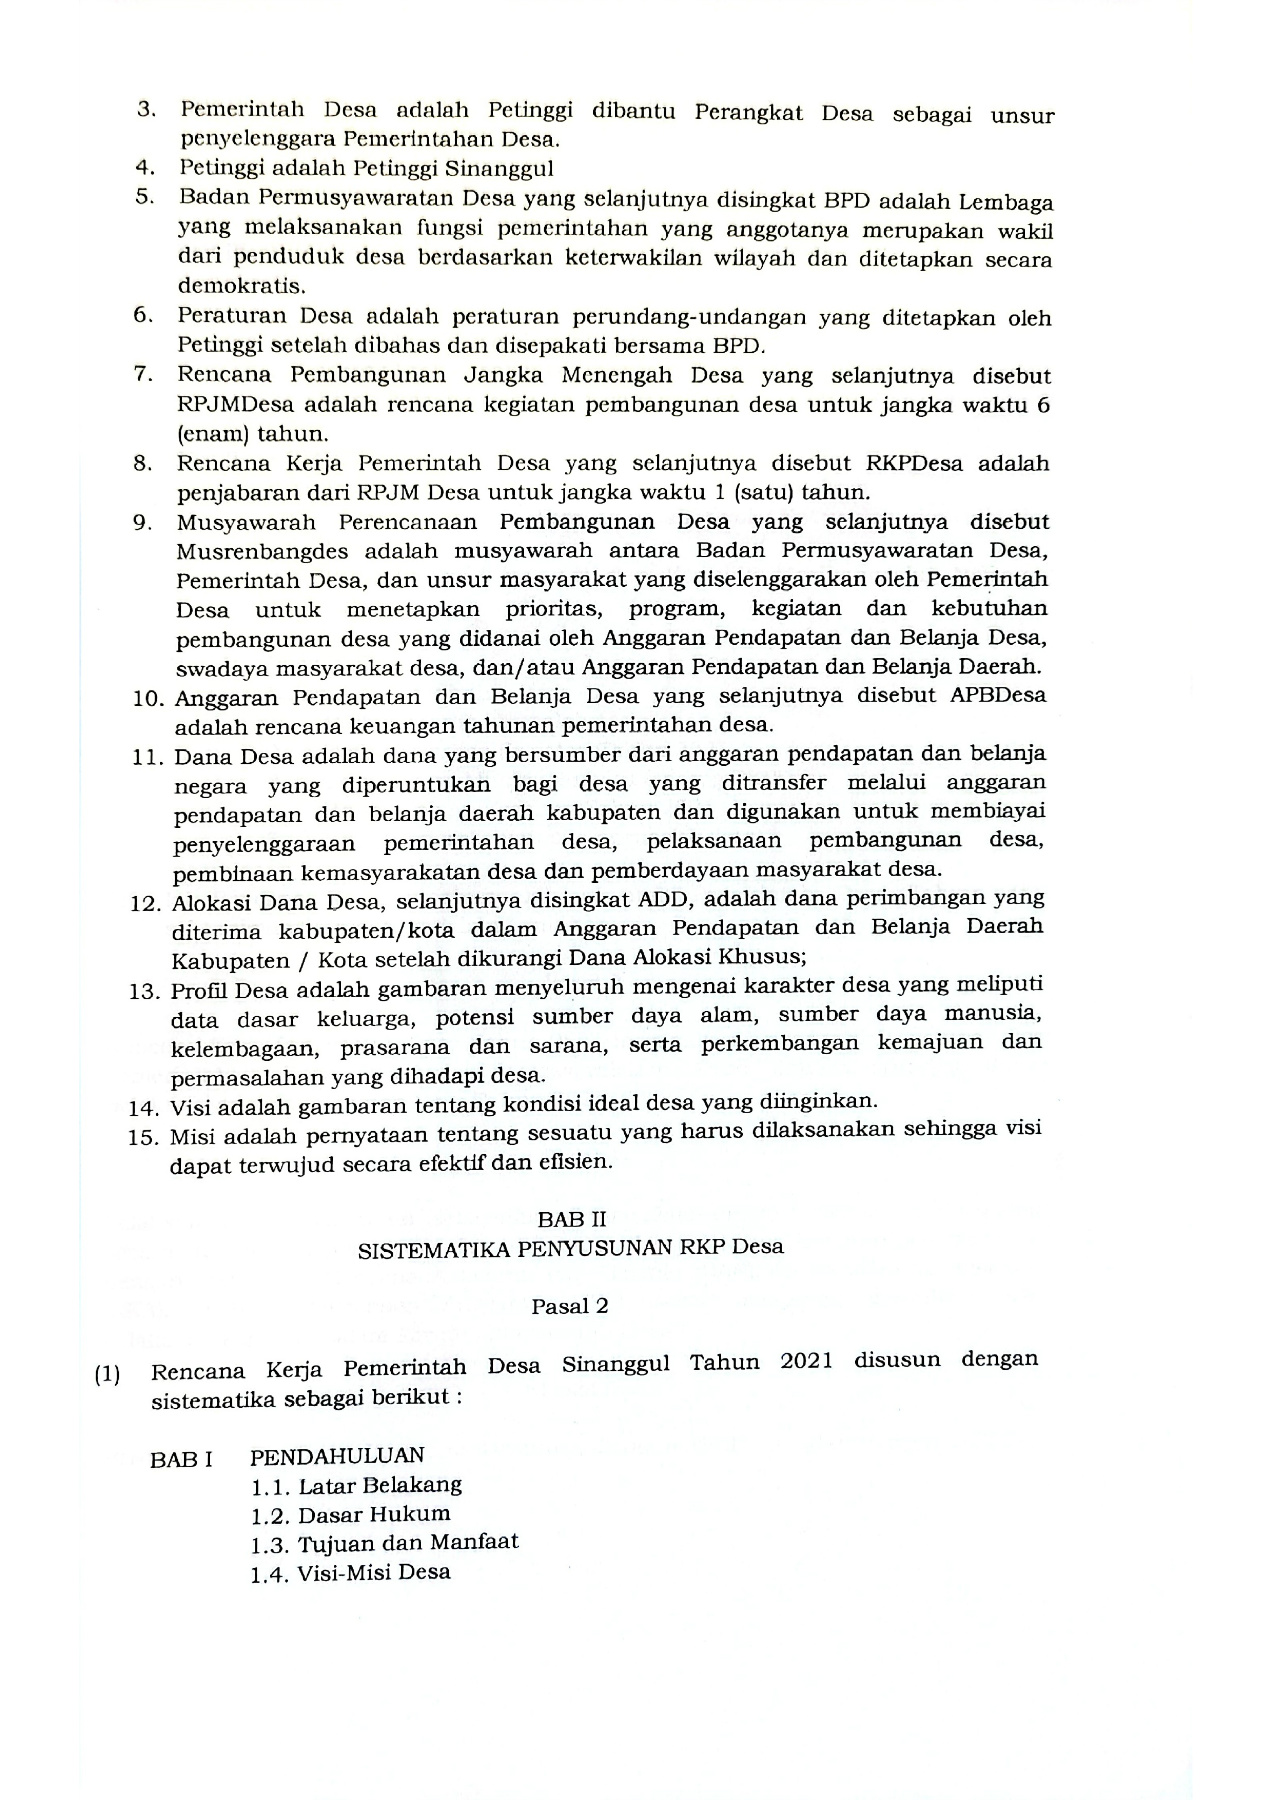 3. Pemerintah Desa adalah Petinggi dibantu Perangkat Desa sebagai unsur
penyelenggara Pemerintahan Desa.
4. Petinggi adalah Petinggi Sinanggul
5. Badan Permusyawaratan Desa yang selanjutnya disingkat BPD adalah Lembaga
yang melaksanakan fungsi pemerintahan yang anggotanya merupakan wakil
dari penduduk desa berdasarkan keterwakilan wilayah dan ditetapkan secara
demokratis.
6. Peraturan Desa adalah peraturan perundang-undangan yang ditetapkan oleh
Petinggi setelah dibahas dan disepakati bersama BPD.
7. Rencana Pembangunan Jangka Menengah Desa yang selanjutnya disebut
RPJMDesa adalah rencana kegiatan pembangunan desa untuk jangka waktu 6
(enam) tahun.
8. Rencana Kerja Pemerintah Desa yang selanjutnya disebut RKPDesa adalah
penjabaran dari RPJM Desa untuk jangka waktu 1 (satu) tahun.
9. Musyawarah Perencanaan Pembangunan Desa yang selanjutnya disebut
Musrenbangdes adalah musyawarah antara Badan Permusyawaratan Desa,
Pemerintah Desa, dan unsur masyarakat yang diselenggarakan oleh Pemerintah
Desa untuk menetapkan prioritas, program, kegiatan dan kebutuhan
pembangunan desa yang didanai oleh Anggaran Pendapatan dan Belanja Desa,
swadaya masyarakat desa, dan/atau Anggaran Pendapatan dan Belanja Daerah.
10. Anggaran Pendapatan dan Belanja Desa yang selanjutnya disebut APBDesa
adalah rencana keuangan tahunan pemerintahan desa.
11. Dana Desa adalah dana yang bersumber dari anggaran pendapatan dan belanja
negara yang diperuntukan bagi desa yang ditransfer melalui anggaran
pendapatan dan belanja daerah kabupaten dan digunakan untuk membiayai
penyelenggaraan pemerintahan desa, pelaksanaan pembangunan desa,
pembinaan kemasyarakatan desa dan pemberdayaan masyarakat desa.
12. Alokasi Dana Desa, selanjutnya disingkat ADD, adalah dana perimbangan yang
diterima kabupaten/kota dalam Anggaran Pendapatan dan Belanja Daerah
Kabupaten / Kota setelah dikurangi Dana Alokasi Khusus;
13. Profil Desa adalah gambaran menyeluruh mengenai karakter desa yang meliputi
data dasar keluarga, potensi sumber daya alam, sumber daya manusia,
kelembagaan, prasarana dan sarana, serta perkembangan kemajuan dan
permasalahan yang dihadapi desa.
14. Visi adalah gambaran tentang kondisi ideal desa yang diinginkan.
15. Misi adalah pernyataan tentang sesuatu yang harus dilaksanakan sehingga visi
dapat terwujud secara efektif dan efisien.
BAB II
SISTEMATIKA PENYUSUNAN RKP Desa
Pasal 2
(1) Rencana Kerja Pemerintah Desa Sinanggul Tahun 2021 disusun dengan
sistematika sebagai berikut :
BAB I PENDAHULUAN
1.1. Latar Belakang
1.2. Dasar Hukum
1.3. Tujuan dan Manfaat
1.4. Visi-Misi Desa